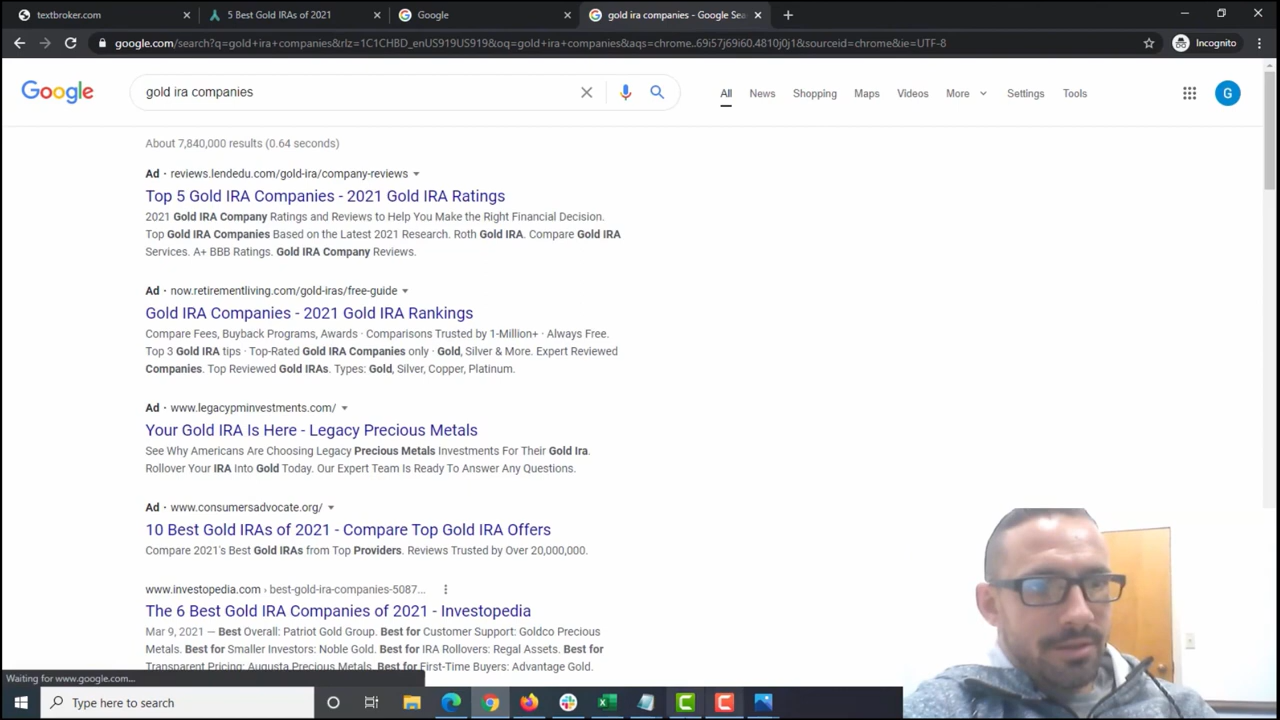 textbroker.com
5 Best Gold IRAs of 2021
Google
gold ira companies - Google Sea
google.com/search?q=gold+ira+companies&rlz=1C1CHBD_enUS919US919&oq=gold+ira+companies&aqs=chrome..69i57j69i60.4810j0j1&sourceid=chrome&ie=UTF-8
Incognito
Google
gold ira companies
All News Shopping Maps Videos More Settings Tools
G
About 7,840,000 results (0.64 seconds)
Ad · reviews.lendedu.com/gold-ira/company-reviews
Top 5 Gold IRA Companies - 2021 Gold IRA Ratings
2021 Gold IRA Company Ratings and Reviews to Help You Make the Right Financial Decision.
Top Gold IRA Companies Based on the Latest 2021 Research. Roth Gold IRA. Compare Gold IRA
Services. A+ BBB Ratings. Gold IRA Company Reviews.
Ad · now.retirementliving.com/gold-iras/free-guide
Gold IRA Companies - 2021 Gold IRA Rankings
Compare Fees, Buyback Programs, Awards · Comparisons Trusted by 1-Million+ · Always Free.
Top 3 Gold IRA tips · Top-Rated Gold IRA Companies only · Gold, Silver & More. Expert Reviewed
Companies. Top Reviewed Gold IRAs. Types: Gold, Silver, Copper, Platinum.
Ad · www.legacypminvestments.com/
Your Gold IRA Is Here - Legacy Precious Metals
See Why Americans Are Choosing Legacy Precious Metals Investments For Their Gold Ira.
Rollover Your IRA Into Gold Today. Our Expert Team Is Ready To Answer Any Questions.
Ad · www.consumersadvocate.org/
10 Best Gold IRAs of 2021 - Compare Top Gold IRA Offers
Compare 2021's Best Gold IRAs from Top Providers. Reviews Trusted by Over 20,000,000.
www.investopedia.com › best-gold-ira-companies-5087...
The 6 Best Gold IRA Companies of 2021 - Investopedia
Mar 9, 2021 — Best Overall: Patriot Gold Group. Best for Customer Support: Goldco Precious
Metals. Best for Smaller Investors: Noble Gold. Best for IRA Rollovers: Regal Assets. Best for
Transparent Pricing: Augusta Precious Metals. Best for First-Time Buyers: Advantage Gold.
Waiting for www.google.com...
Type here to search